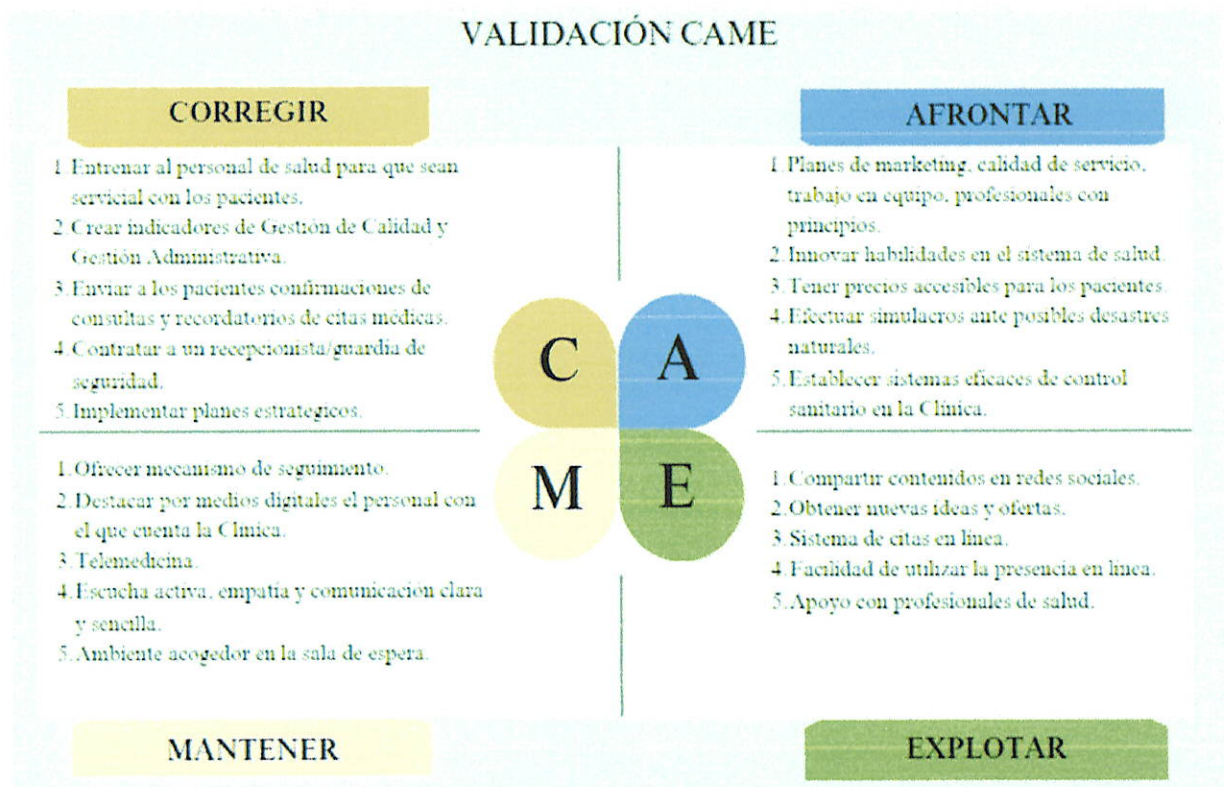 VALIDACIÓN CAME
CORREGIR
1. Entrenar al personal de salud para que sean
servicial con los pacientes.
2. Crear indicadores de Gestión de Calidad y
Gestión Administrativa.
3. Enviar a los pacientes confirmaciones de
consultas y recordatorios de citas médicas.
4. Contratar a un recepcionista/guardia de
seguridad.
5. Implementar planes estrategicos.
AFRONTAR
1. Planes de marketing, calidad de servicio,
trabajo en equipo, profesionales con
principios.
2. Innovar habilidades en el sistema de salud.
3. Tener precios accesibles para los pacientes.
4. Efectuar simulacros ante posibles desastres
naturales.
5. Establecer sistemas eficaces de control
sanitario en la Clínica.
C A
M E
1. Ofrecer mecanismo de seguimiento.
2. Destacar por medios digitales el personal con
el que cuenta la Clínica.
3. Telemedicina.
4. Escucha activa, empatía y comunicación clara
y sencilla.
5. Ambiente acogedor en la sala de espera.
MANTENER
1. Compartir contenidos en redes sociales.
2. Obtener nuevas ideas y ofertas.
3. Sistema de citas en línea.
4. Facilidad de utilizar la presencia en línea.
5. Apoyo con profesionales de salud.
EXPLOTAR